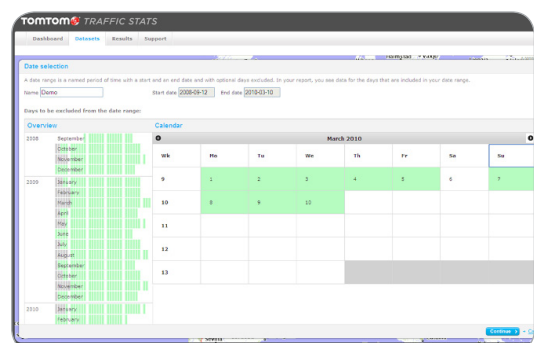 TOMTOM TRAFFIC STATS
Dashboard Datasets Results Support
Date selection
A date range is a named period of time with a start and an end date and with optional days excluded. In your report, you see data for the days that are included in your date range.
Name Demo Start date 2008-09-12 End date 2010-03-10
Days to be excluded from the date range:
Overview Calendar
2008 September
October
November
December
2009 January
February
March
April
May
June
July
August
September
October
November
December
2010 January
February
March 2010
Wk Mo Tu We Th Fr Sa Su
9 1 2 3 4 5 6 7
10 8 9 10
11
12
13
Continue